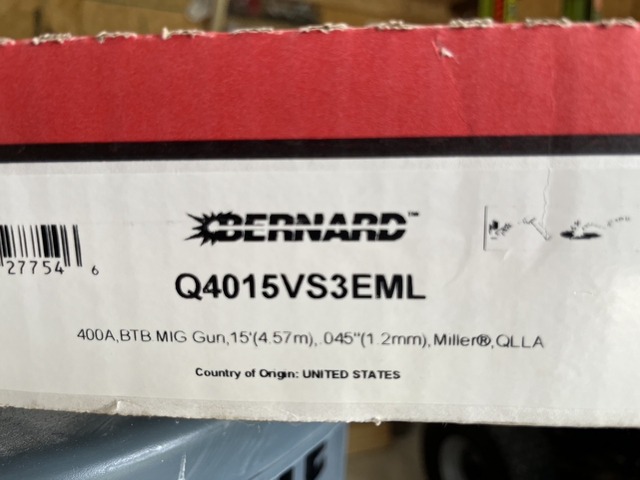 BERNARD™
27754 6
Q4015VS3EML
400A,BTB MIG Gun,15'(4.57m),.045"(1.2mm),Miller®,QLLA
Country of Origin: UNITED STATES